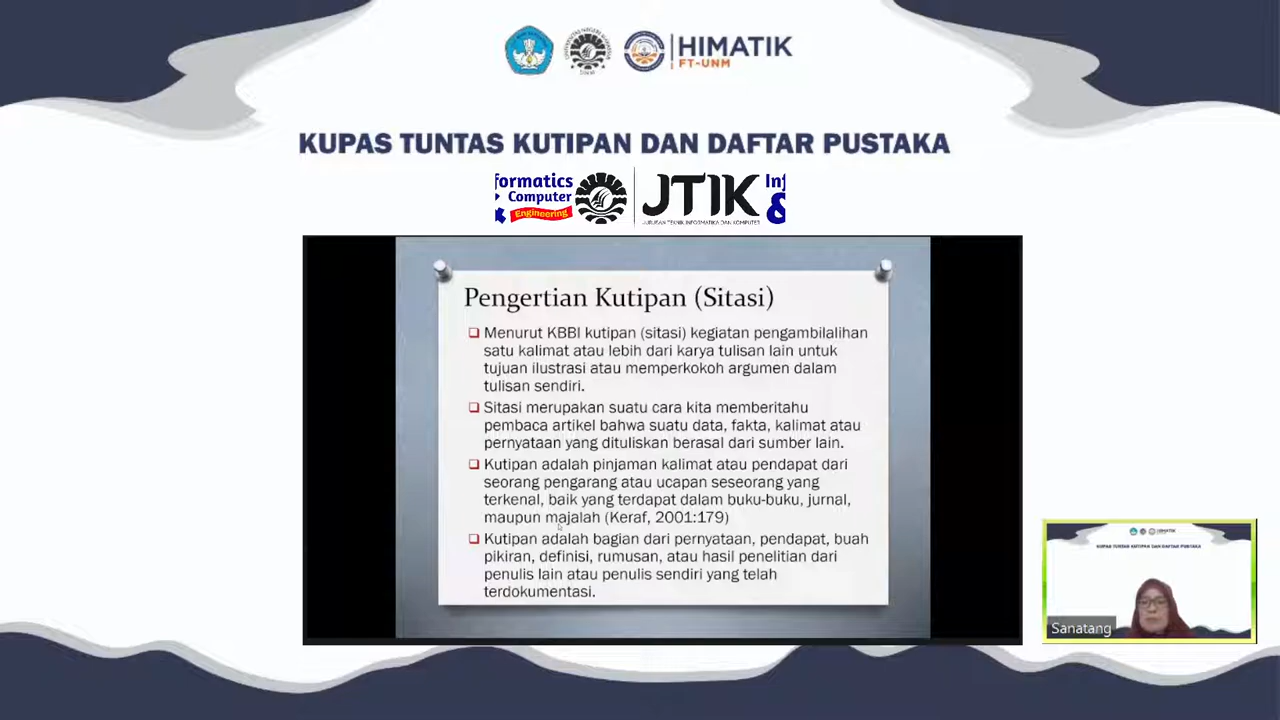 HIMATIK
FT-UNM
KUPAS TUNTAS KUTIPAN DAN DAFTAR PUSTAKA
formatics
Computer
Engineering
JTIK
JURUSAN TEKNIK INFORMATIKA DAN KOMPUTER
Inf
&
Pengertian Kutipan (Sitasi)
Menurut KBBI kutipan (sitasi) kegiatan pengambilalihan
satu kalimat atau lebih dari karya tulisan lain untuk
tujuan ilustrasi atau memperkokoh argumen dalam
tulisan sendiri.
Sitasi merupakan suatu cara kita memberitahu
pembaca artikel bahwa suatu data, fakta, kalimat atau
pernyataan yang dituliskan berasal dari sumber lain.
Kutipan adalah pinjaman kalimat atau pendapat dari
seorang pengarang atau ucapan seseorang yang
terkenal, baik yang terdapat dalam buku-buku, jurnal,
maupun majalah (Keraf, 2001:179)
Kutipan adalah bagian dari pernyataan, pendapat, buah
pikiran, definisi, rumusan, atau hasil penelitian dari
penulis lain atau penulis sendiri yang telah
terdokumentasi.
KUPAS TUNTAS KUTIPAN DAN DAFTAR PUSTAKA
Sanatang